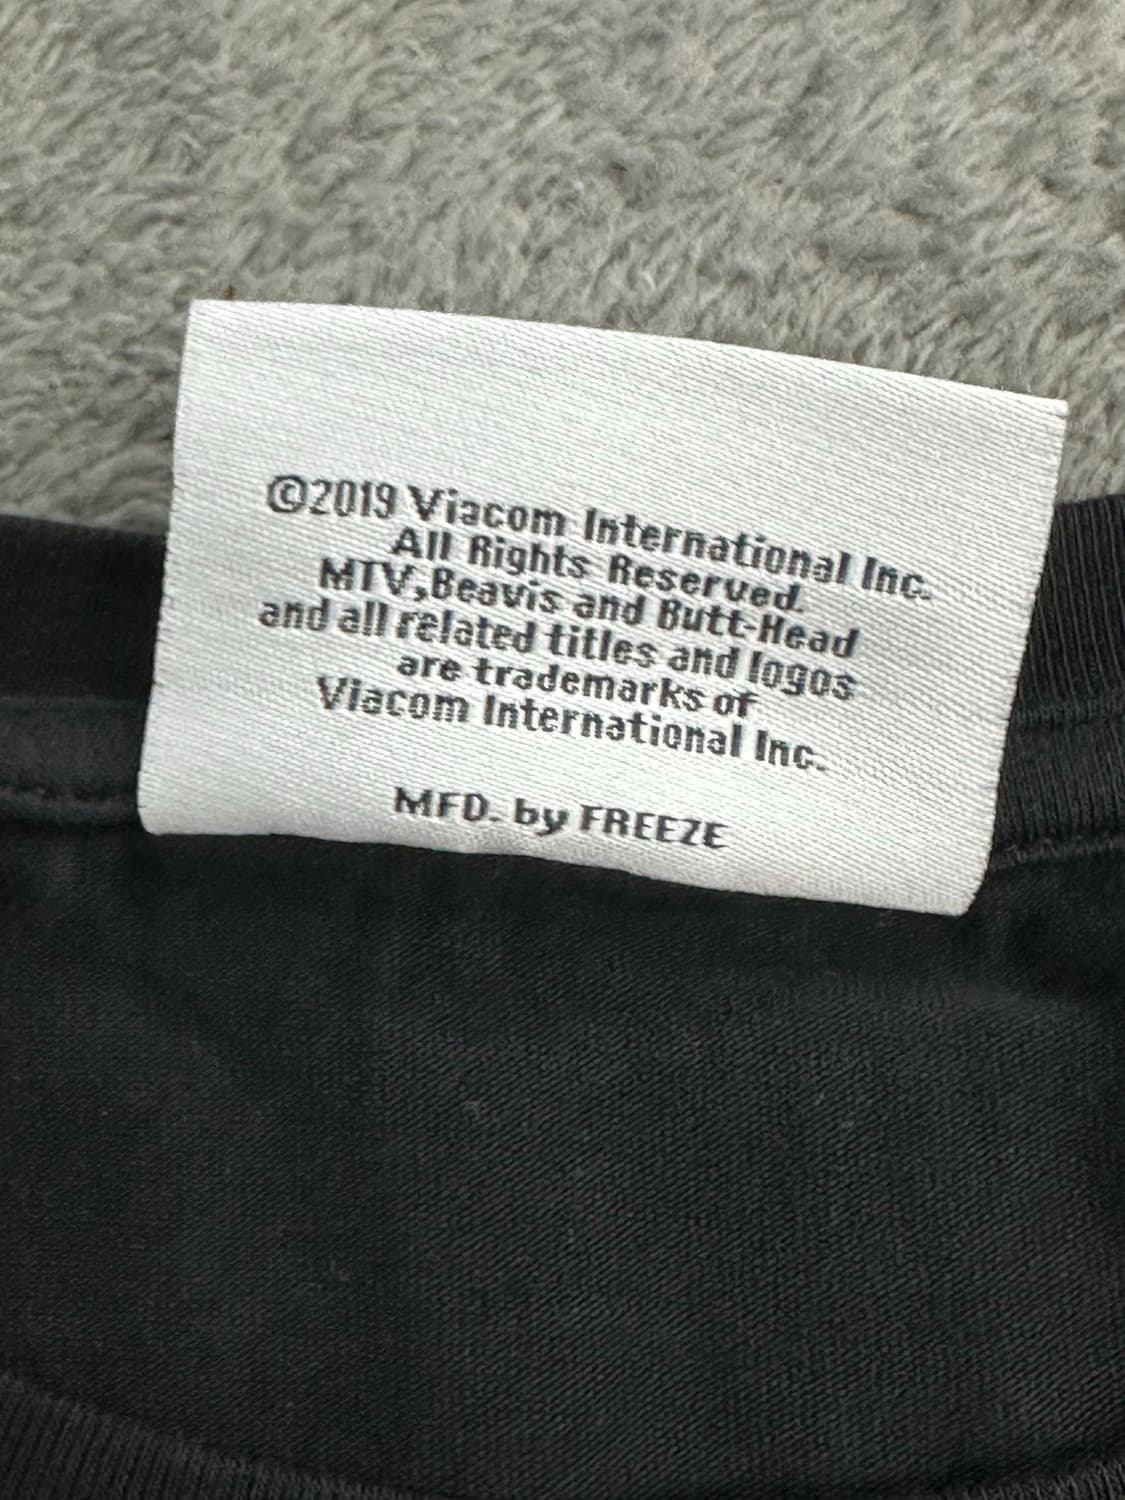 ©2019 Viacom International Inc.
All Rights Reserved.
MTV,Beavis and Butt-Head
and all related titles and logos
are trademarks of
Viacom International Inc.
MFD. by FREEZE